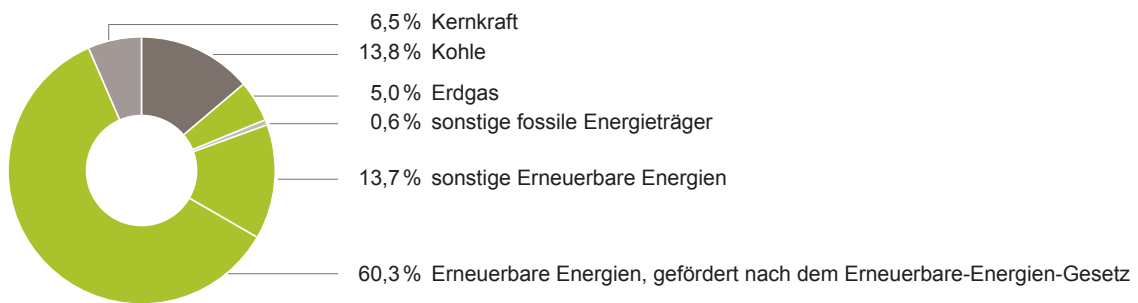 6,5 % Kernkraft
13,8 % Kohle
5,0 % Erdgas
0,6 % sonstige fossile Energieträger
13,7 % sonstige Erneuerbare Energien
60,3 % Erneuerbare Energien, gefördert nach dem Erneuerbare-Energien-Gesetz